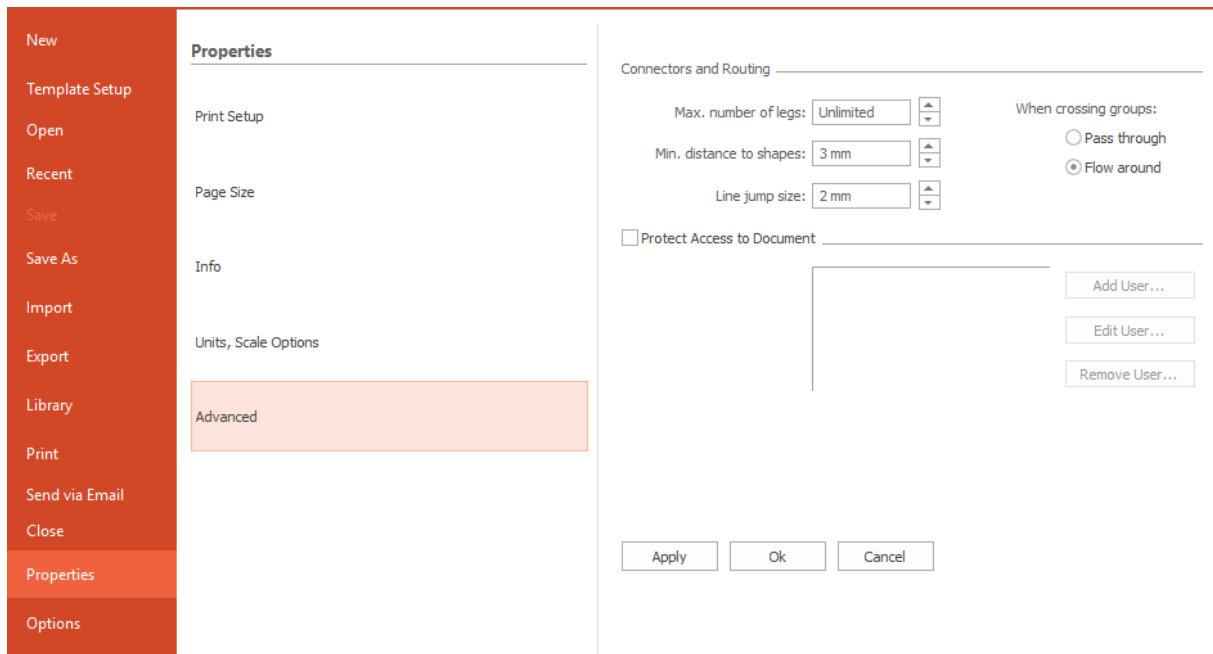 New
Template Setup
Open
Recent
Save
Save As
Import
Export
Library
Print
Send via Email
Close
Properties
Options
Properties
Print Setup
Page Size
Info
Units, Scale Options
Advanced
Connectors and Routing
Max. number of legs: Unlimited
Min. distance to shapes: 3 mm
Line jump size: 2 mm
When crossing groups:
Pass through
Flow around
Protect Access to Document
Add User...
Edit User...
Remove User...
Apply Ok Cancel